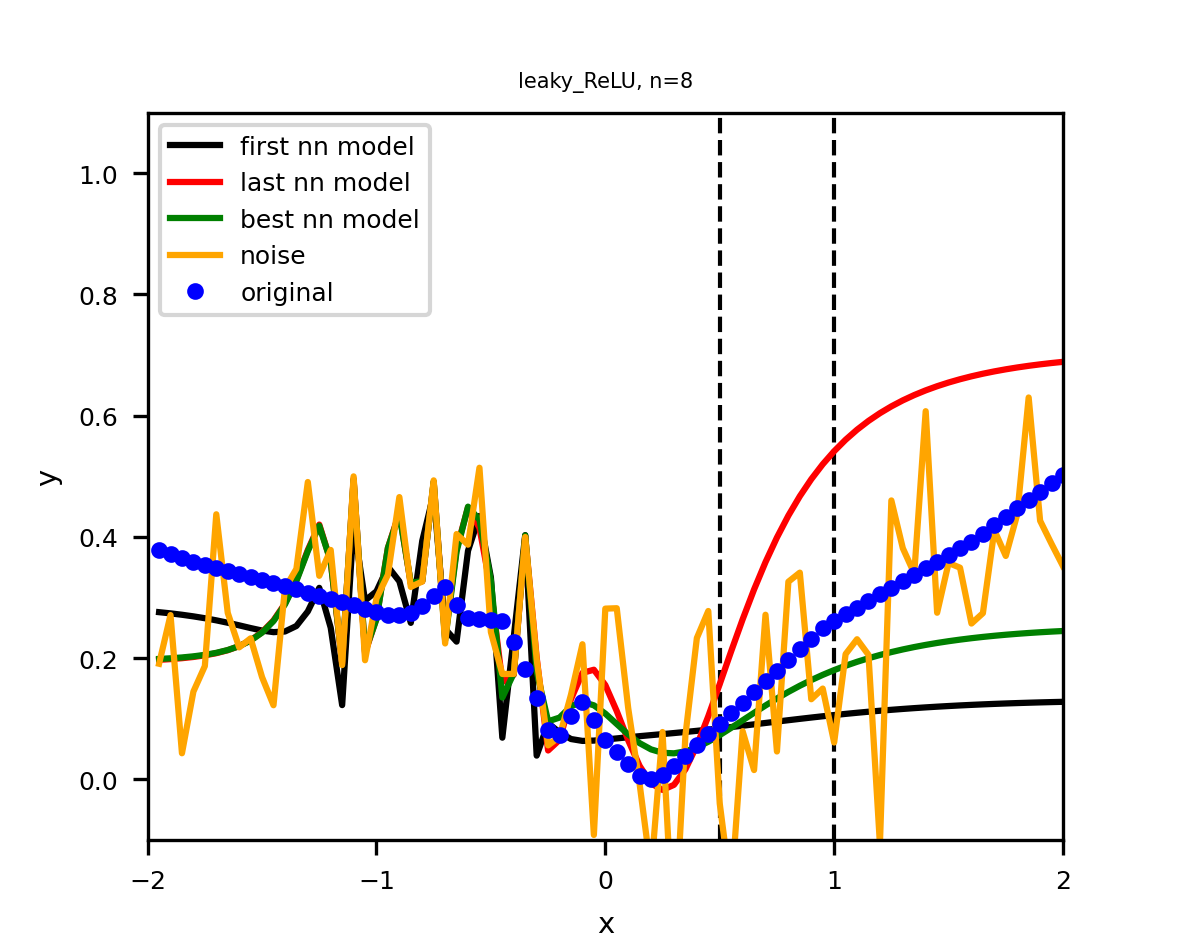 leaky_ReLU, n=8
first nn model
last nn model
best nn model
noise
original
1.0
0.8
0.6
0.4
0.2
0.0
y
−2
−1
0
1
2
x